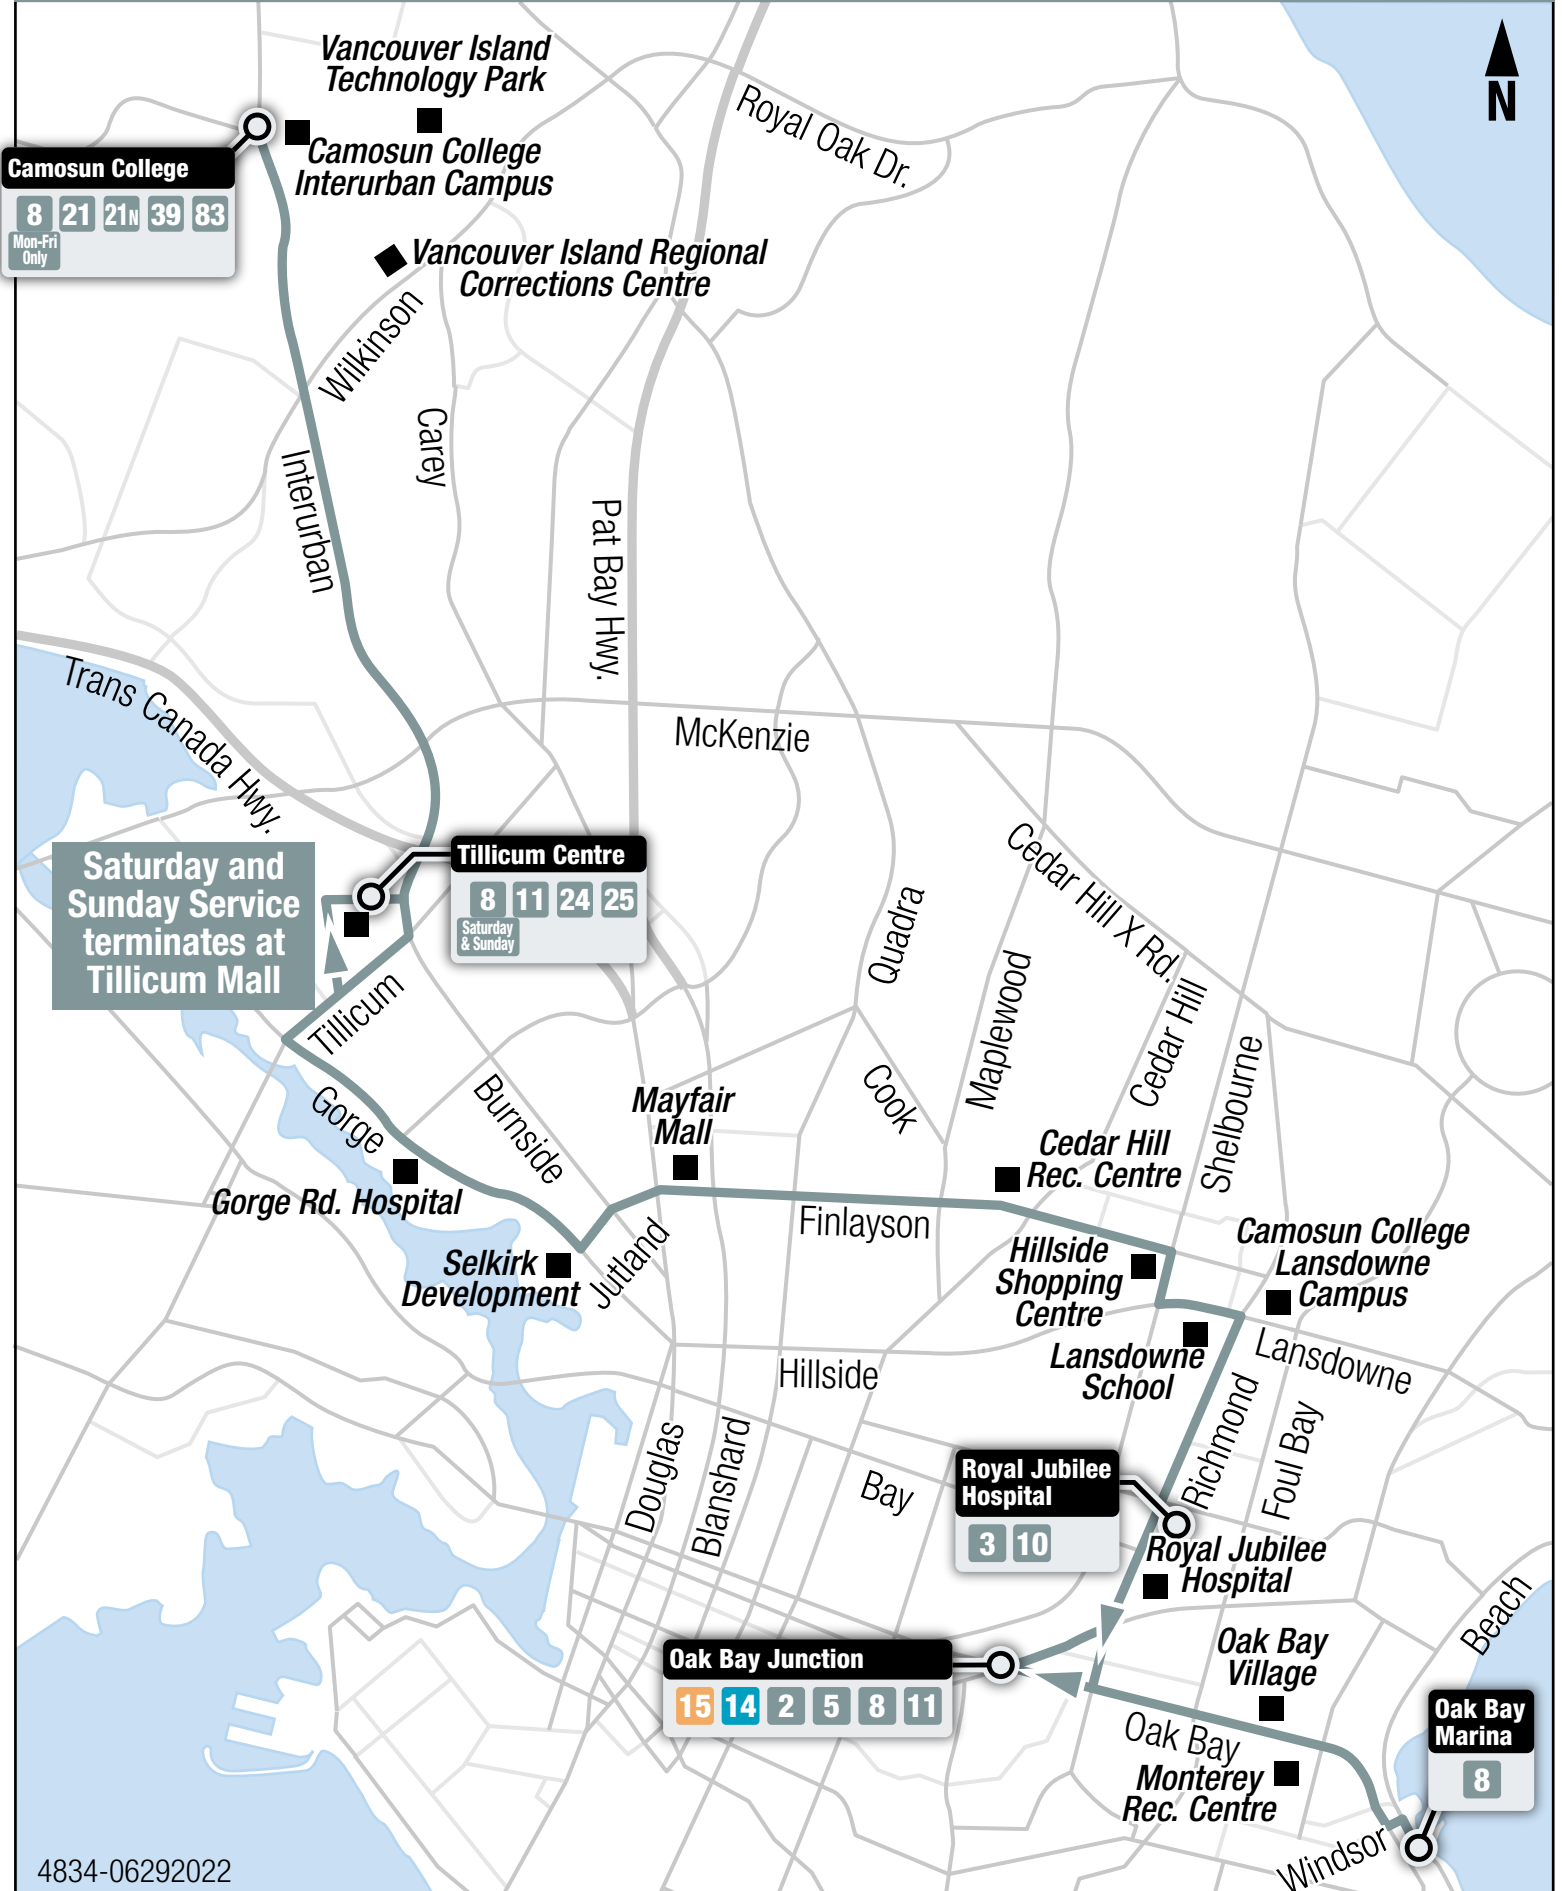 Vancouver Island
Technology Park
N
Royal Oak Dr.
Camosun College
Interurban Campus
Camosun College
8 21 21N 39 83
Mon-Fri
Only
Vancouver Island Regional
Corrections Centre
Wilkinson
Carey
Interurban
Pat Bay Hwy.
Trans Canada Hwy.
McKenzie
Saturday and
Sunday Service
terminates at
Tillicum Mall
Tillicum Centre
8 11 24 25
Saturday
& Sunday
Cedar Hill X Rd.
Quadra
Maplewood
Cedar Hill
Shelbourne
Tillicum
Gorge
Burnside
Cook
Mayfair
Mall
Cedar Hill
Rec. Centre
Gorge Rd. Hospital
Finlayson
Jutland
Selkirk
Development
Hillside
Shopping
Centre
Camosun College
Lansdowne
Campus
Lansdowne
School
Lansdowne
Hillside
Richmond
Foul Bay
Douglas
Blanshard
Bay
Royal Jubilee
Hospital
3 10
Royal Jubilee
Hospital
Beach
Oak Bay Junction
15 14 2 5 8 11
Oak Bay
Village
Oak Bay
Oak Bay
Marina
8
Monterey
Rec. Centre
Windsor
4834-06292022